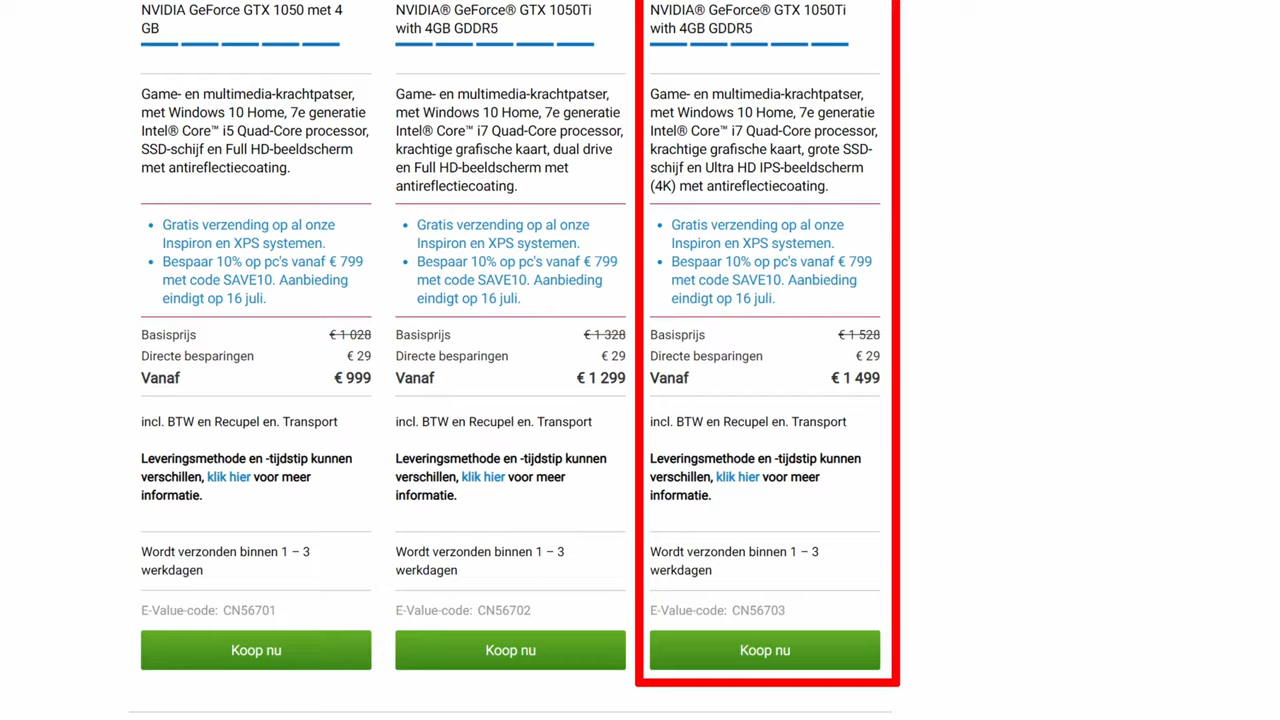 NVIDIA GeForce GTX 1050 met 4
GB
Game- en multimedia-krachtpatser,
met Windows 10 Home, 7e generatie
Intel® Core™ i5 Quad-Core processor,
SSD-schijf en Full HD-beeldscherm
met antireflectiecoating.
Gratis verzending op al onze
Inspiron en XPS systemen.
Bespaar 10% op pc's vanaf € 799
met code SAVE10. Aanbieding
eindigt op 16 juli.
Basisprijs € 1 028
Directe besparingen € 29
Vanaf € 999
incl. BTW en Recupel en. Transport
Leveringsmethode en -tijdstip kunnen
verschillen, klik hier voor meer
informatie.
Wordt verzonden binnen 1 – 3
werkdagen
E-Value-code: CN56701
Koop nu
NVIDIA® GeForce® GTX 1050Ti
with 4GB GDDR5
Game- en multimedia-krachtpatser,
met Windows 10 Home, 7e generatie
Intel® Core™ i7 Quad-Core processor,
krachtige grafische kaart, dual drive
en Full HD-beeldscherm met
antireflectiecoating.
Gratis verzending op al onze
Inspiron en XPS systemen.
Bespaar 10% op pc's vanaf € 799
met code SAVE10. Aanbieding
eindigt op 16 juli.
Basisprijs € 1 328
Directe besparingen € 29
Vanaf € 1 299
incl. BTW en Recupel en. Transport
Leveringsmethode en -tijdstip kunnen
verschillen, klik hier voor meer
informatie.
Wordt verzonden binnen 1 – 3
werkdagen
E-Value-code: CN56702
Koop nu
NVIDIA® GeForce® GTX 1050Ti
with 4GB GDDR5
Game- en multimedia-krachtpatser,
met Windows 10 Home, 7e generatie
Intel® Core™ i7 Quad-Core processor,
krachtige grafische kaart, grote SSD-
schijf en Ultra HD IPS-beeldscherm
(4K) met antireflectiecoating.
Gratis verzending op al onze
Inspiron en XPS systemen.
Bespaar 10% op pc's vanaf € 799
met code SAVE10. Aanbieding
eindigt op 16 juli.
Basisprijs € 1 528
Directe besparingen € 29
Vanaf € 1 499
incl. BTW en Recupel en. Transport
Leveringsmethode en -tijdstip kunnen
verschillen, klik hier voor meer
informatie.
Wordt verzonden binnen 1 – 3
werkdagen
E-Value-code: CN56703
Koop nu